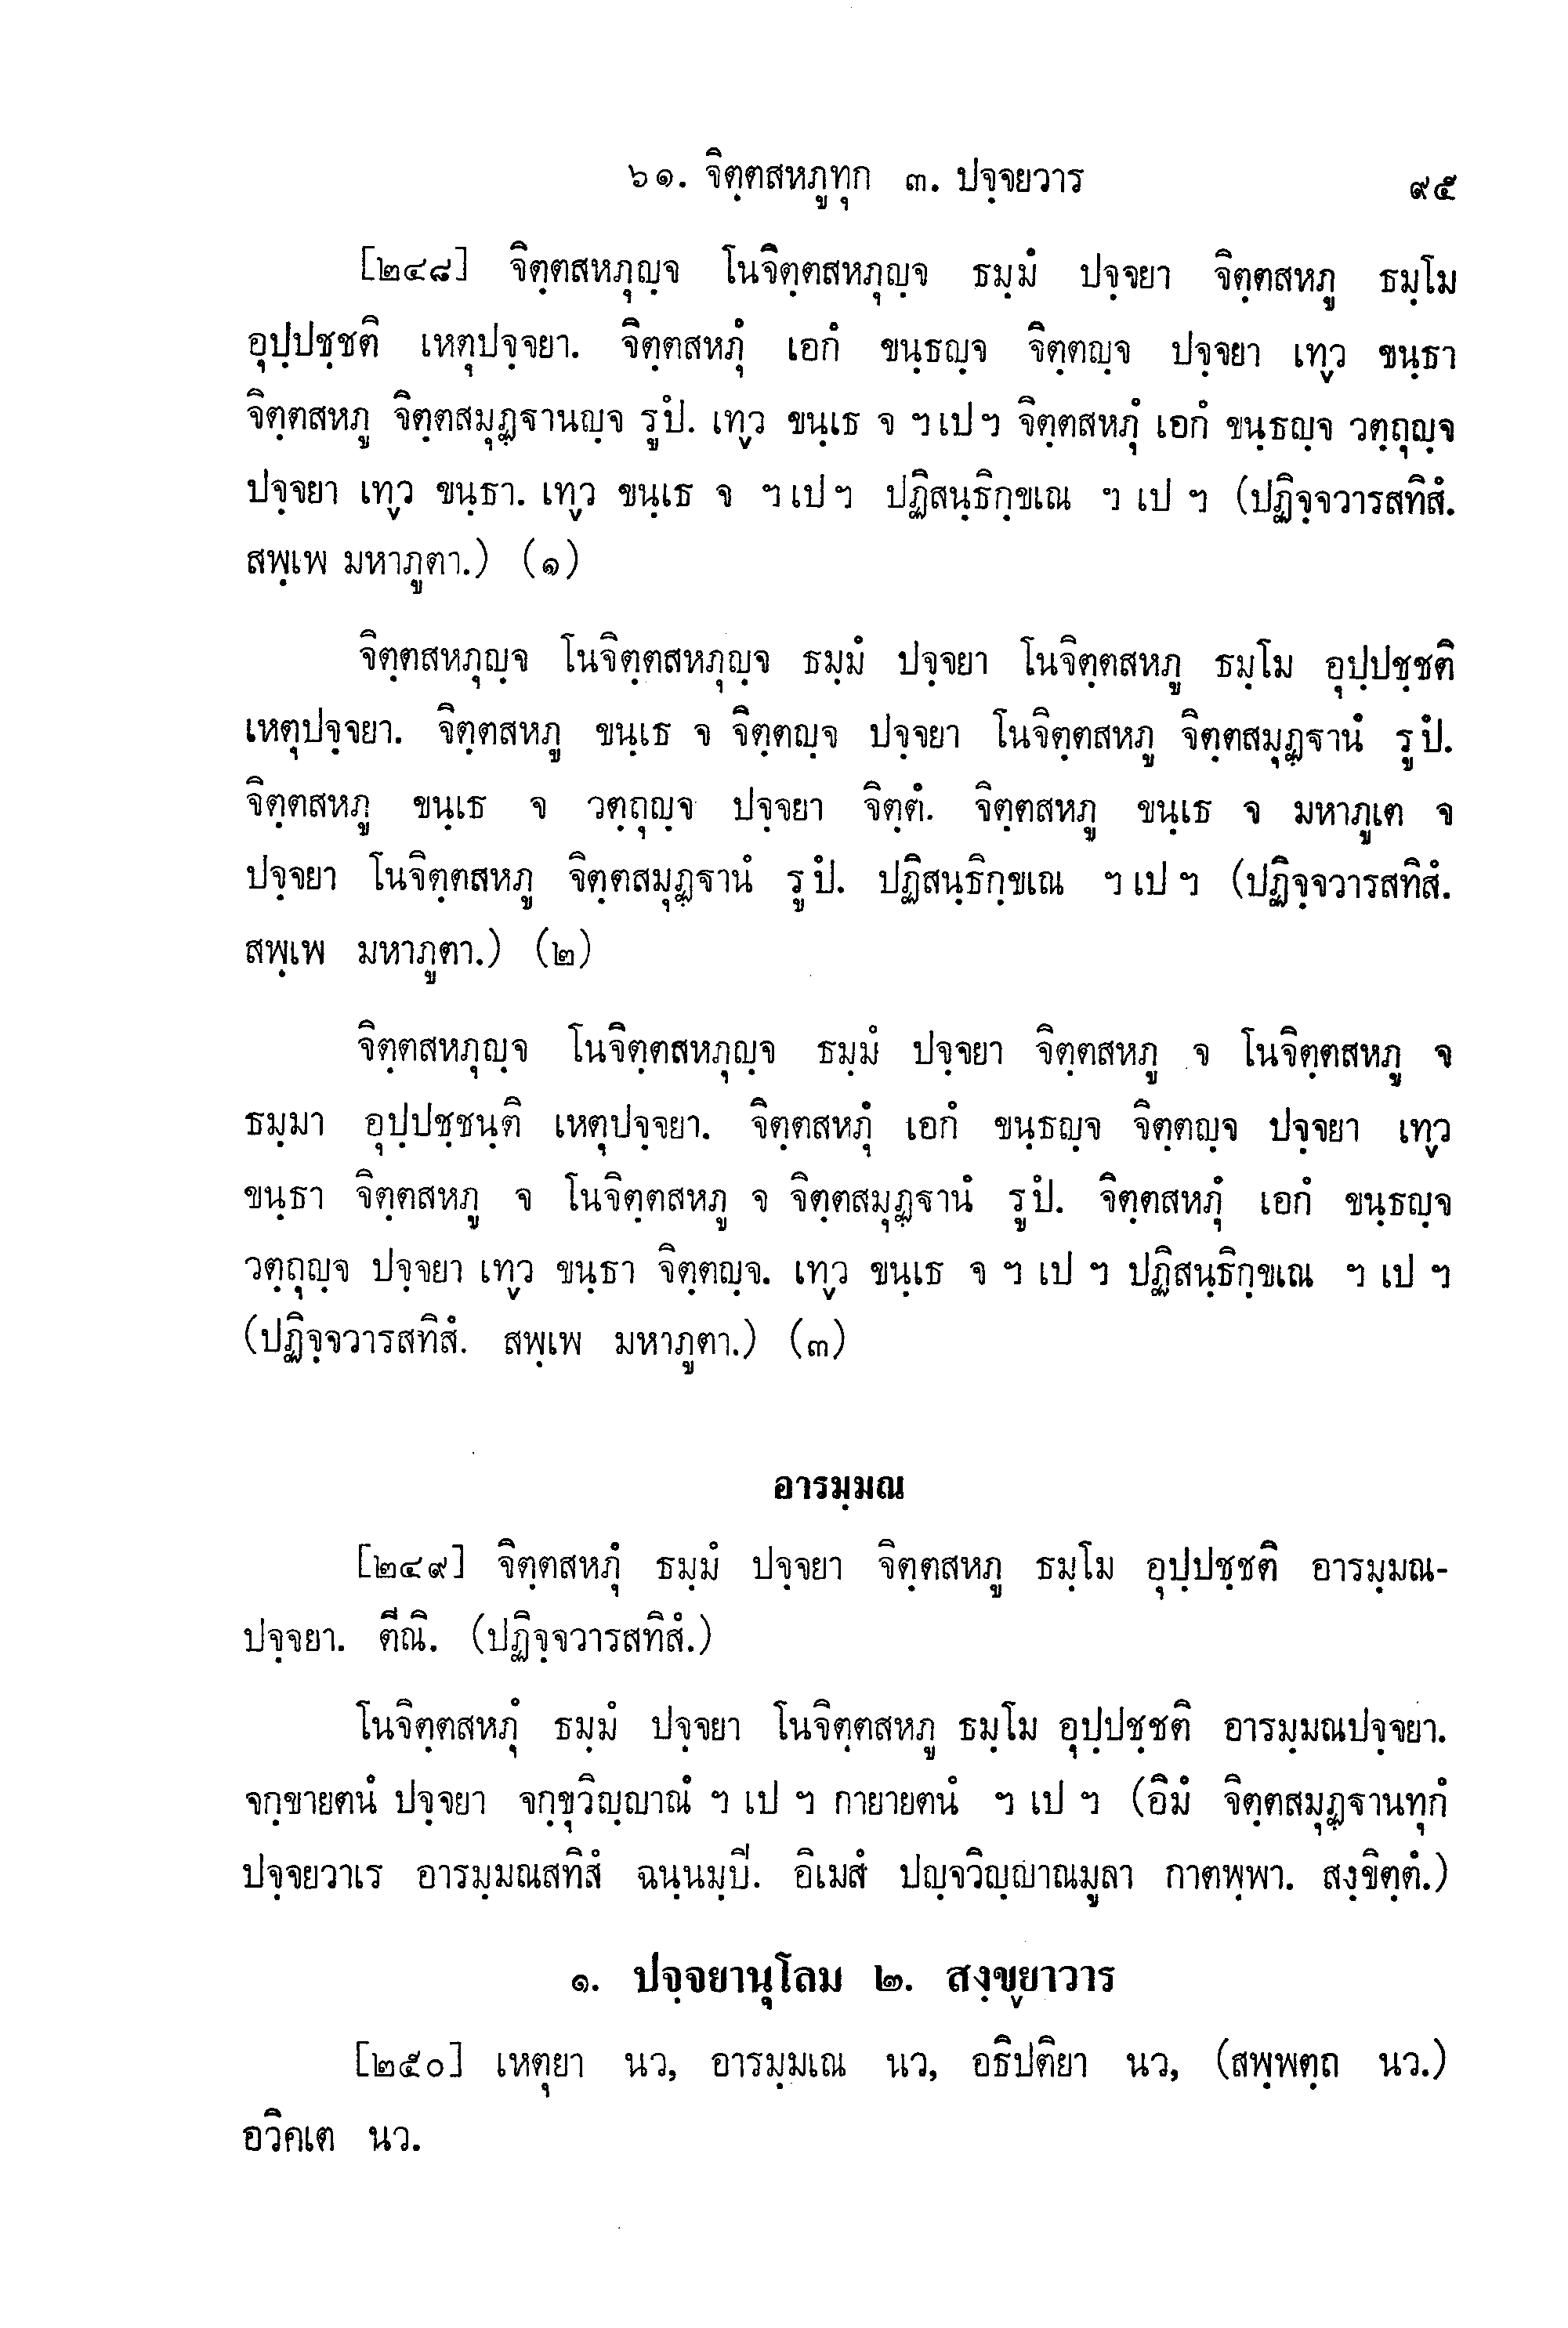 ๖๑. จิตฺตสหภูทุก ๓. ปจฺจยวาร ๙๕
[๒๔๘] จิตฺตสหภุญฺจ โนจิตฺตสหภุญฺจ ธมฺมํ ปจฺจยา จิตฺตสหภู ธมฺโม
อุปฺปชฺชติ เหตุปจฺจยา. จิตฺตสหภุํ เอกํ ขนฺธญฺจ จิตฺตญฺจ ปจฺจยา เทฺว ขนฺธา
จิตฺตสหภู จิตฺตสมุฏฺฐานญฺจ รูปํ. เทฺว ขนฺเธ จ ฯ เป ฯ จิตฺตสหภุํ เอกํ ขนฺธญฺจ วตฺถุญฺจ
ปจฺจยา เทฺว ขนฺธา. เทฺว ขนฺเธ จ ฯ เป ฯ ปฏิสนฺธิกฺขเณ ฯ เป ฯ (ปฏิจฺจวารสทิสํ.
สพฺเพ มหาภูตา.) (๑)
จิตฺตสหภุญฺจ โนจิตฺตสหภุญฺจ ธมฺมํ ปจฺจยา โนจิตฺตสหภู ธมฺโม อุปฺปชฺชติ
เหตุปจฺจยา. จิตฺตสหภู ขนฺเธ จ จิตฺตญฺจ ปจฺจยา โนจิตฺตสหภู จิตฺตสมุฏฺฐานํ รูปํ.
จิตฺตสหภู ขนฺเธ จ วตฺถุญฺจ ปจฺจยา จิตฺตํ. จิตฺตสหภู ขนฺเธ จ มหาภูเต จ
ปจฺจยา โนจิตฺตสหภู จิตฺตสมุฏฺฐานํ รูปํ. ปฏิสนฺธิกฺขเณ ฯ เป ฯ (ปฏิจฺจวารสทิสํ.
สพฺเพ มหาภูตา.) (๒)
จิตฺตสหภุญฺจ โนจิตฺตสหภุญฺจ ธมฺมํ ปจฺจยา จิตฺตสหภู จ โนจิตฺตสหภู จ
ธมฺมา อุปฺปชฺชนฺติ เหตุปจฺจยา. จิตฺตสหภุํ เอกํ ขนฺธญฺจ จิตฺตญฺจ ปจฺจยา เทฺว
ขนฺธา จิตฺตสหภู จ โนจิตฺตสหภู จ จิตฺตสมุฏฺฐานํ รูปํ. จิตฺตสหภุํ เอกํ ขนฺธญฺจ
วตฺถุญฺจ ปจฺจยา เทฺว ขนฺธา จิตฺตญฺจ. เทฺว ขนฺเธ จ ฯ เป ฯ ปฏิสนฺธิกฺขเณ ฯ เป ฯ
(ปฏิจฺจวารสทิสํ. สพฺเพ มหาภูตา.) (๓)
อารมฺมณ
[๒๔๙] จิตฺตสหภุํ ธมฺมํ ปจฺจยา จิตฺตสหภู ธมฺโม อุปฺปชฺชติ อารมฺมณ-
ปจฺจยา. ตีณิ. (ปฏิจฺจวารสทิสํ.)
โนจิตฺตสหภุํ ธมฺมํ ปจฺจยา โนจิตฺตสหภู ธมฺโม อุปฺปชฺชติ อารมฺมณปจฺจยา.
จกฺขายตนํ ปจฺจยา จกฺขุวิญฺญาณํ ฯ เป ฯ กายายตนํ ฯ เป ฯ (อิมํ จิตฺตสมุฏฺฐานทุกํ
ปจฺจยวาเร อารมฺมณสทิสํ ฉนฺนมฺปิ. อิเมสํ ปญฺจวิญฺญาณมูลา กาตพฺพา. สงฺขิตฺตํ.)
๑. ปจฺจยานุโลม ๒. สงฺขฺยาวาร
[๒๕๐] เหตุยา นว, อารมฺมเณ นว, อธิปติยา นว, (สพฺพตฺถ นว.)
อวิคเต นว.